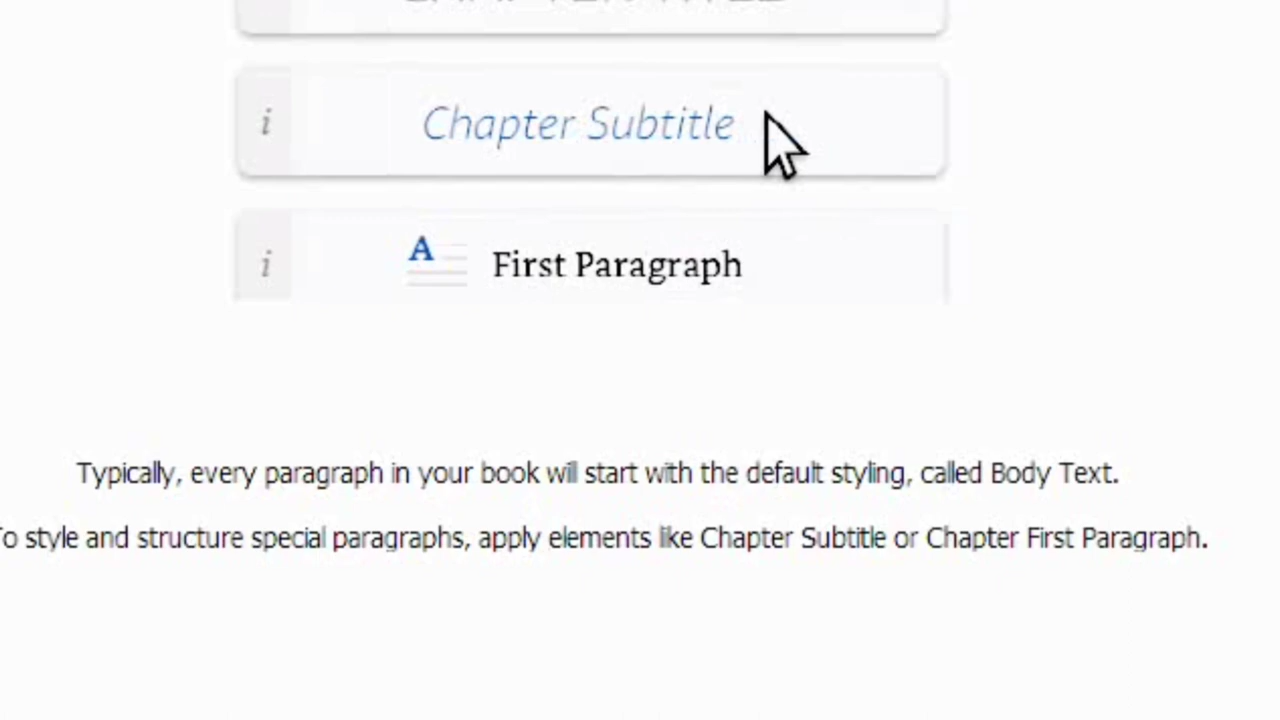 i Chapter Subtitle
i A First Paragraph
Typically, every paragraph in your book will start with the default styling, called Body Text.
To style and structure special paragraphs, apply elements like Chapter Subtitle or Chapter First Paragraph.